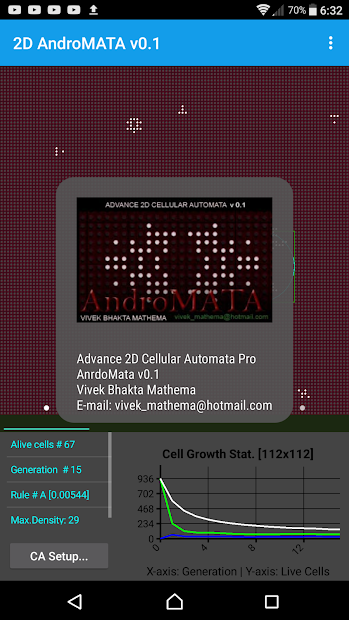 70% 6:32
2D AndroMATA v0.1
ADVANCE 2D CELLULAR AUTOMATA v 0.1
AndroMATA
VIVEK BHAKTA MATHEMA vivek_mathema@hotmail.com
Advance 2D Cellular Automata Pro
AnrdoMata v0.1
Vivek Bhakta Mathema
E-mail: vivek_mathema@hotmail.com
Alive cells # 67
Generation # 15
Rule # A [0.00544]
Max.Density: 29
CA Setup...
Cell Growth Stat. [112x112]
936
702
468
234
0
0 4 8 12
X-axis: Generation | Y-axis: Live Cells